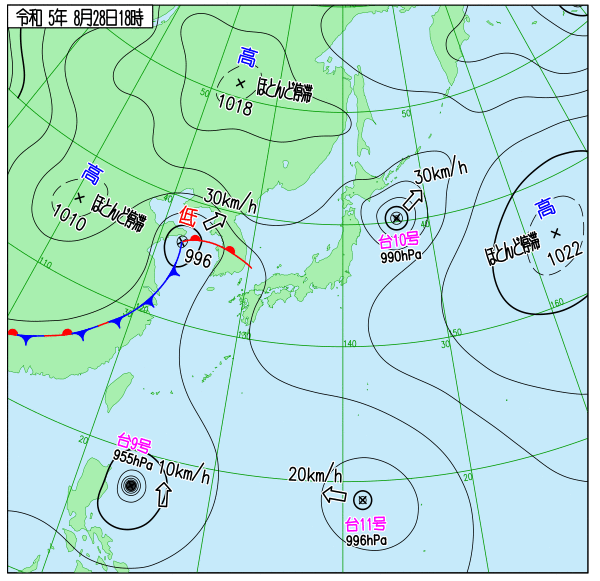 令和 5年 8月28日18時
高
ほとんど停滞
1018
50
50
高
ほとんど停滞
1010
40
30km/h
低
996
30km/h
台10号
990hPa
40
高
ほとんど停滞
1022
110
120
130
140
30
150
160
20
台9号
955hPa
10km/h
20km/h
台11号
996hPa
20